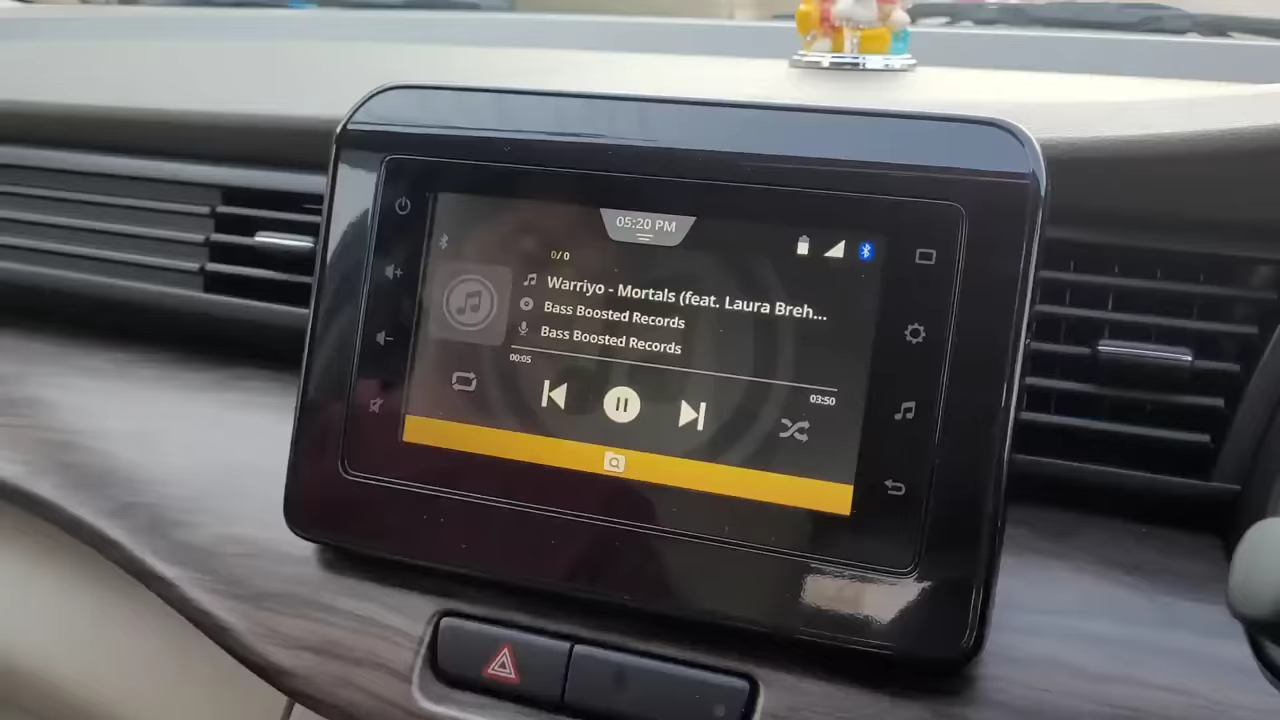 05:20 PM
0/0
Warriyo - Mortals (feat. Laura Breh...
Bass Boosted Records
Bass Boosted Records
00:05
03:50